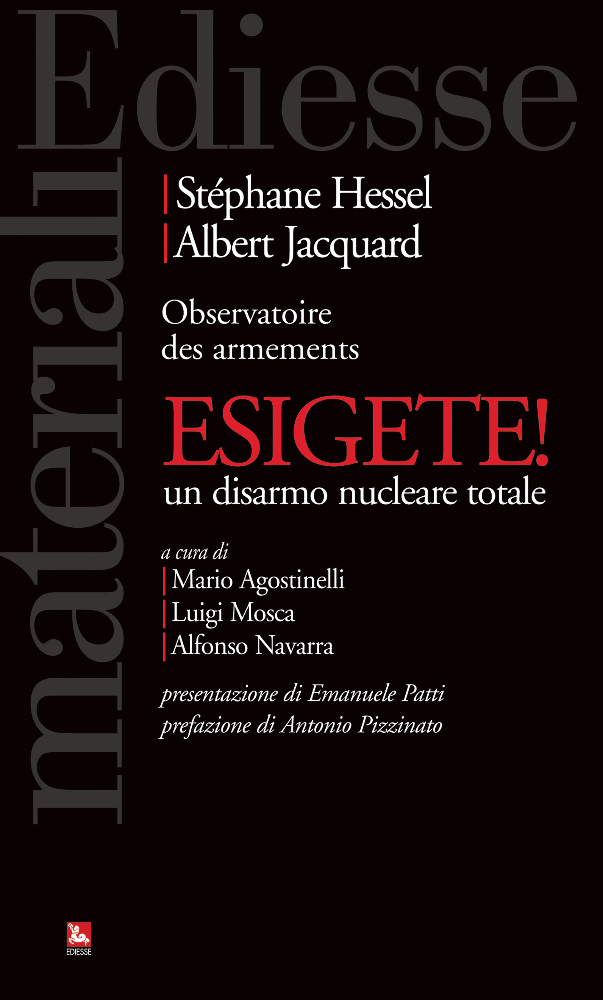 Ediesse
materiali
Stéphane Hessel
Albert Jacquard
Observatoire
des armements
ESIGETE!
un disarmo nucleare totale
a cura di
Mario Agostinelli
Luigi Mosca
Alfonso Navarra
presentazione di Emanuele Patti
prefazione di Antonio Pizzinato
EDIESSE